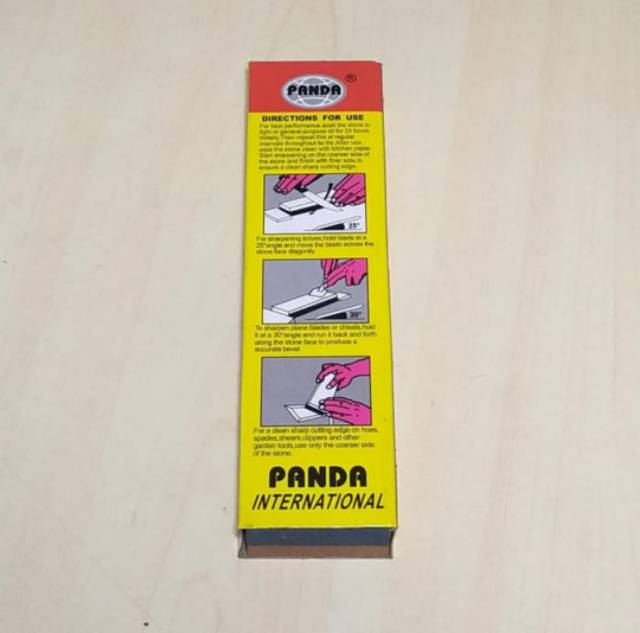 PANDA ®
DIRECTIONS FOR USE
For best performance soak the stone in
light or general-purpose oil for 24 hours
initially. Then repeat this at regular
intervals throughout its life. After use
wipe the stone clean with kitchen paper
Start sharpening on the coarser side of
the stone and finish with finer side, to
ensure a clean sharp cutting edge.
25°
For sharpening knives, hold blade at a
25° angle and move the blade across the
stone face diagonlly
30°
To sharpen plane blades or chisels, hold
it at a 30° angle and run it back and forth
along the stone face to produce a
accurate bevel
For a clean sharp cutting edge on hoes,
spades, shears, clippers and other
garden tools, use only the coarser side
of the stone.
PANDA
INTERNATIONAL